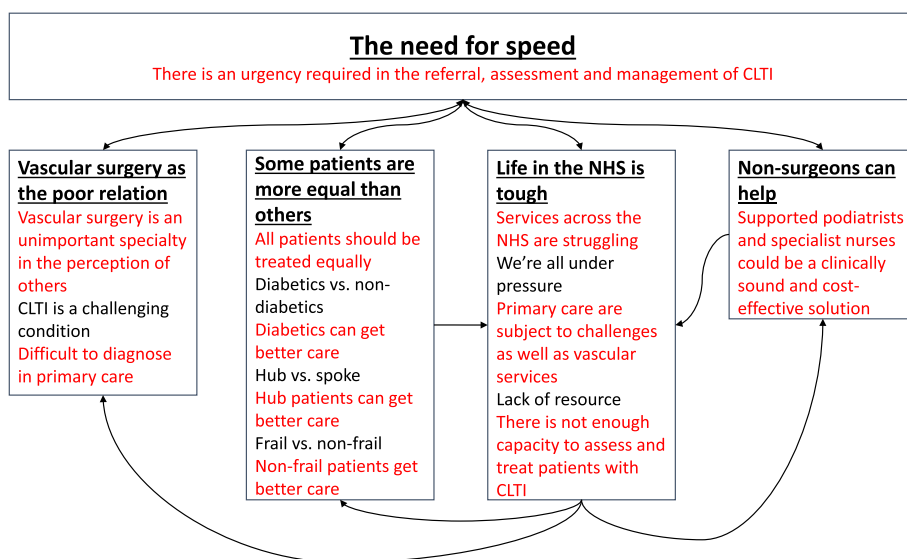 The need for speed
There is an urgency required in the referral, assessment and management of CLTI
Vascular surgery as
the poor relation
Vascular surgery is an
unimportant specialty
in the perception of
others
CLTI is a challenging
condition
Difficult to diagnose
in primary care
Some patients are
more equal than
others
All patients should be
treated equally
Diabetics vs. non-
diabetics
Diabetics can get
better care
Hub vs. spoke
Hub patients can get
better care
Frail vs. non-frail
Non-frail patients get
better care
Life in the NHS is
tough
Services across the
NHS are struggling
We’re all under
pressure
Primary care are
subject to challenges
as well as vascular
services
Lack of resource
There is not enough
capacity to assess and
treat patients with
CLTI
Non-surgeons can
help
Supported podiatrists
and specialist nurses
could be a clinically
sound and cost-
effective solution